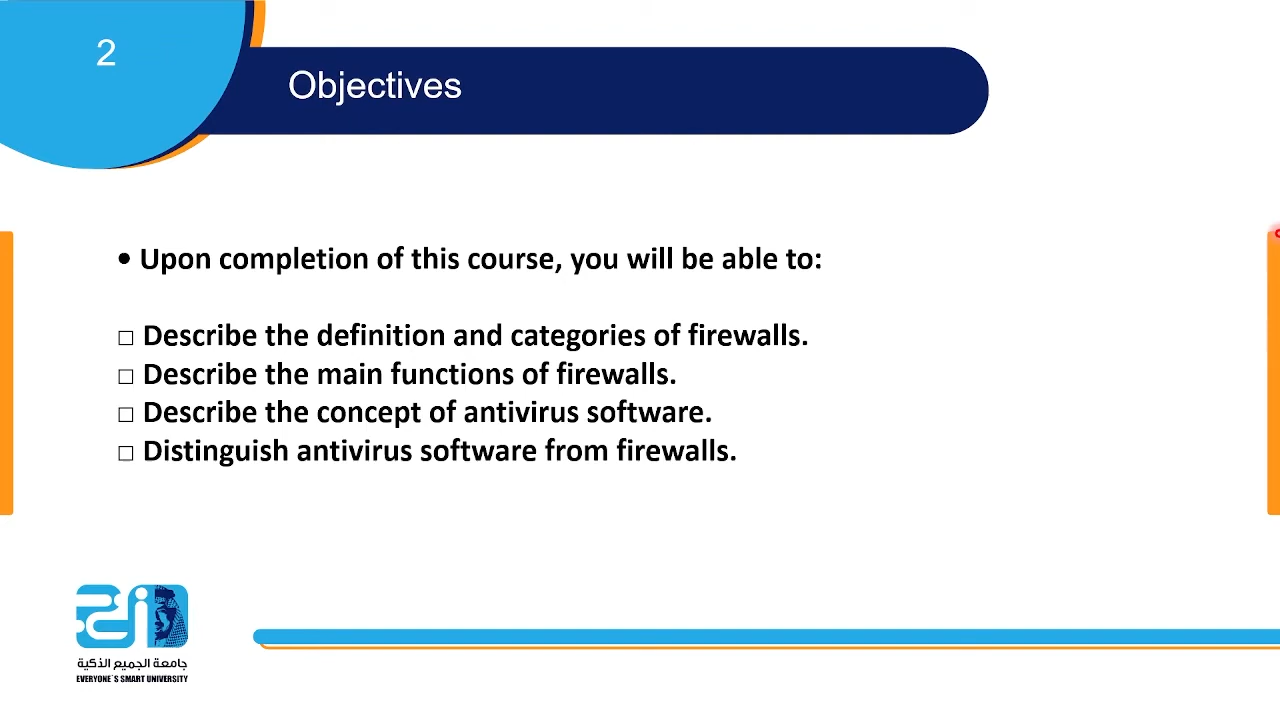 2
Objectives
• Upon completion of this course, you will be able to:
□ Describe the definition and categories of firewalls.
□ Describe the main functions of firewalls.
□ Describe the concept of antivirus software.
□ Distinguish antivirus software from firewalls.
جامعة الجميع الذكية
EVERYONE`S SMART UNIVERSITY